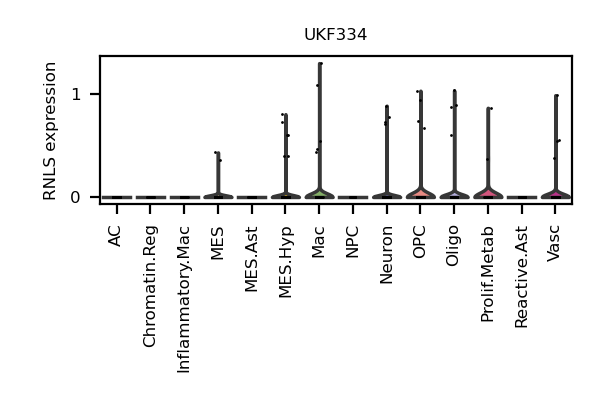 UKF334
RNLS expression
1
0
AC
Chromatin.Reg
Inflammatory.Mac
MES
MES.Ast
MES.Hyp
Mac
NPC
Neuron
OPC
Oligo
Prolif.Metab
Reactive.Ast
Vasc